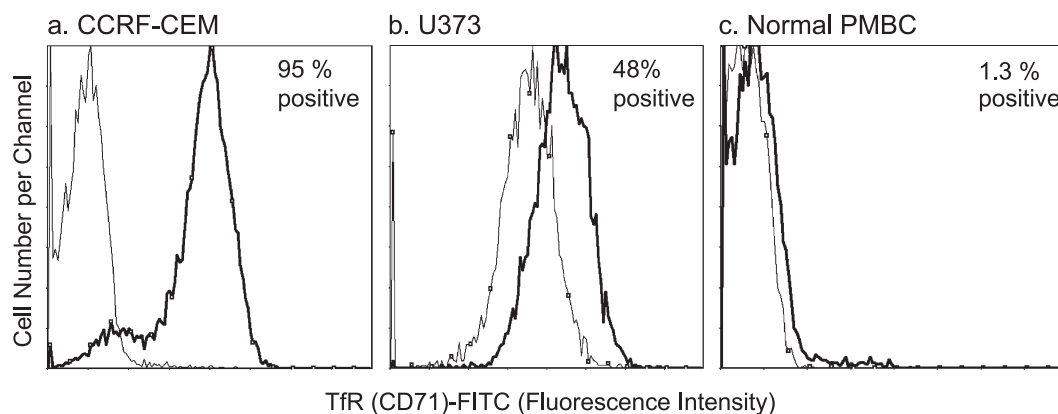 a. CCRF-CEM
95 %
positive
b. U373
48%
positive
c. Normal PMBC
1.3 %
positive
Cell Number per Channel
TfR (CD71)-FITC (Fluorescence Intensity)